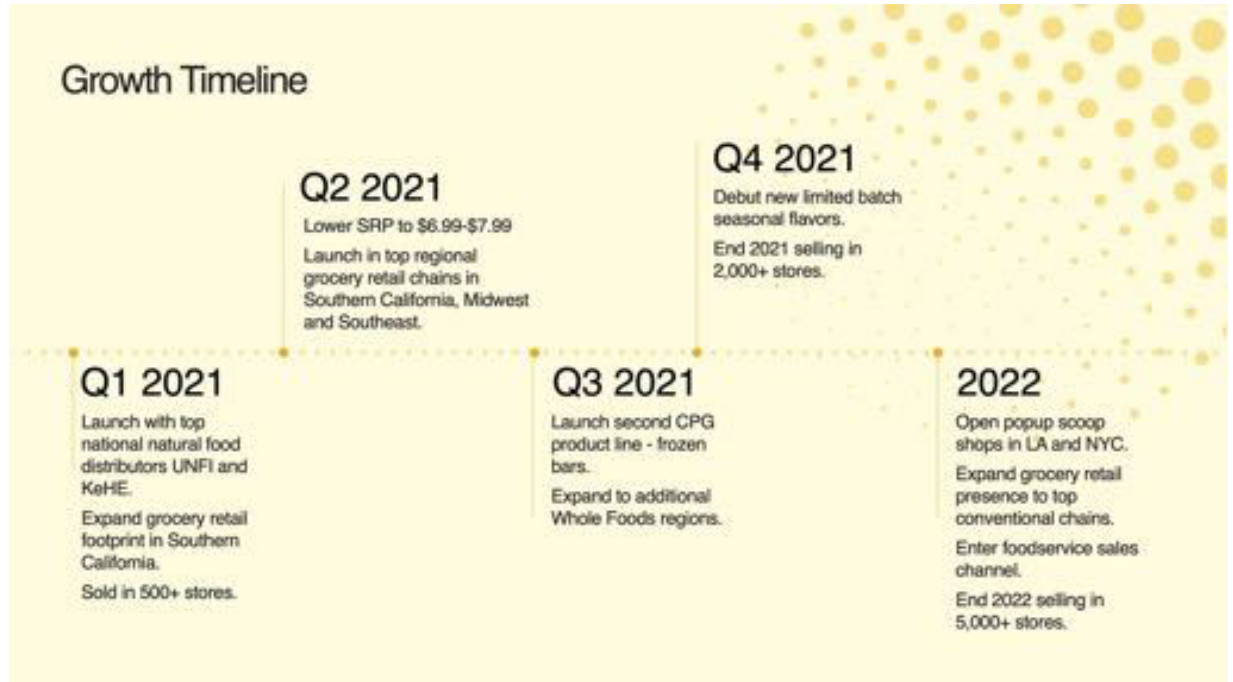 Growth Timeline
Q1 2021
Launch with top
national natural food
distributors UNFI and
KeHE.
Expand grocery retail
footprint in Southern
California.
Sold in 500+ stores.
Q2 2021
Lower SRP to $6.99-$7.99
Launch in top regional
grocery retail chains in
Southern California, Midwest
and Southeast.
Q3 2021
Launch second CPG
product line - frozen
bars.
Expand to additional
Whole Foods regions.
Q4 2021
Debut new limited batch
seasonal flavors.
End 2021 selling in
2,000+ stores.
2022
Open popup scoop
shops in LA and NYC.
Expand grocery retail
presence to top
conventional chains.
Enter foodservice sales
channel.
End 2022 selling in
5,000+ stores.